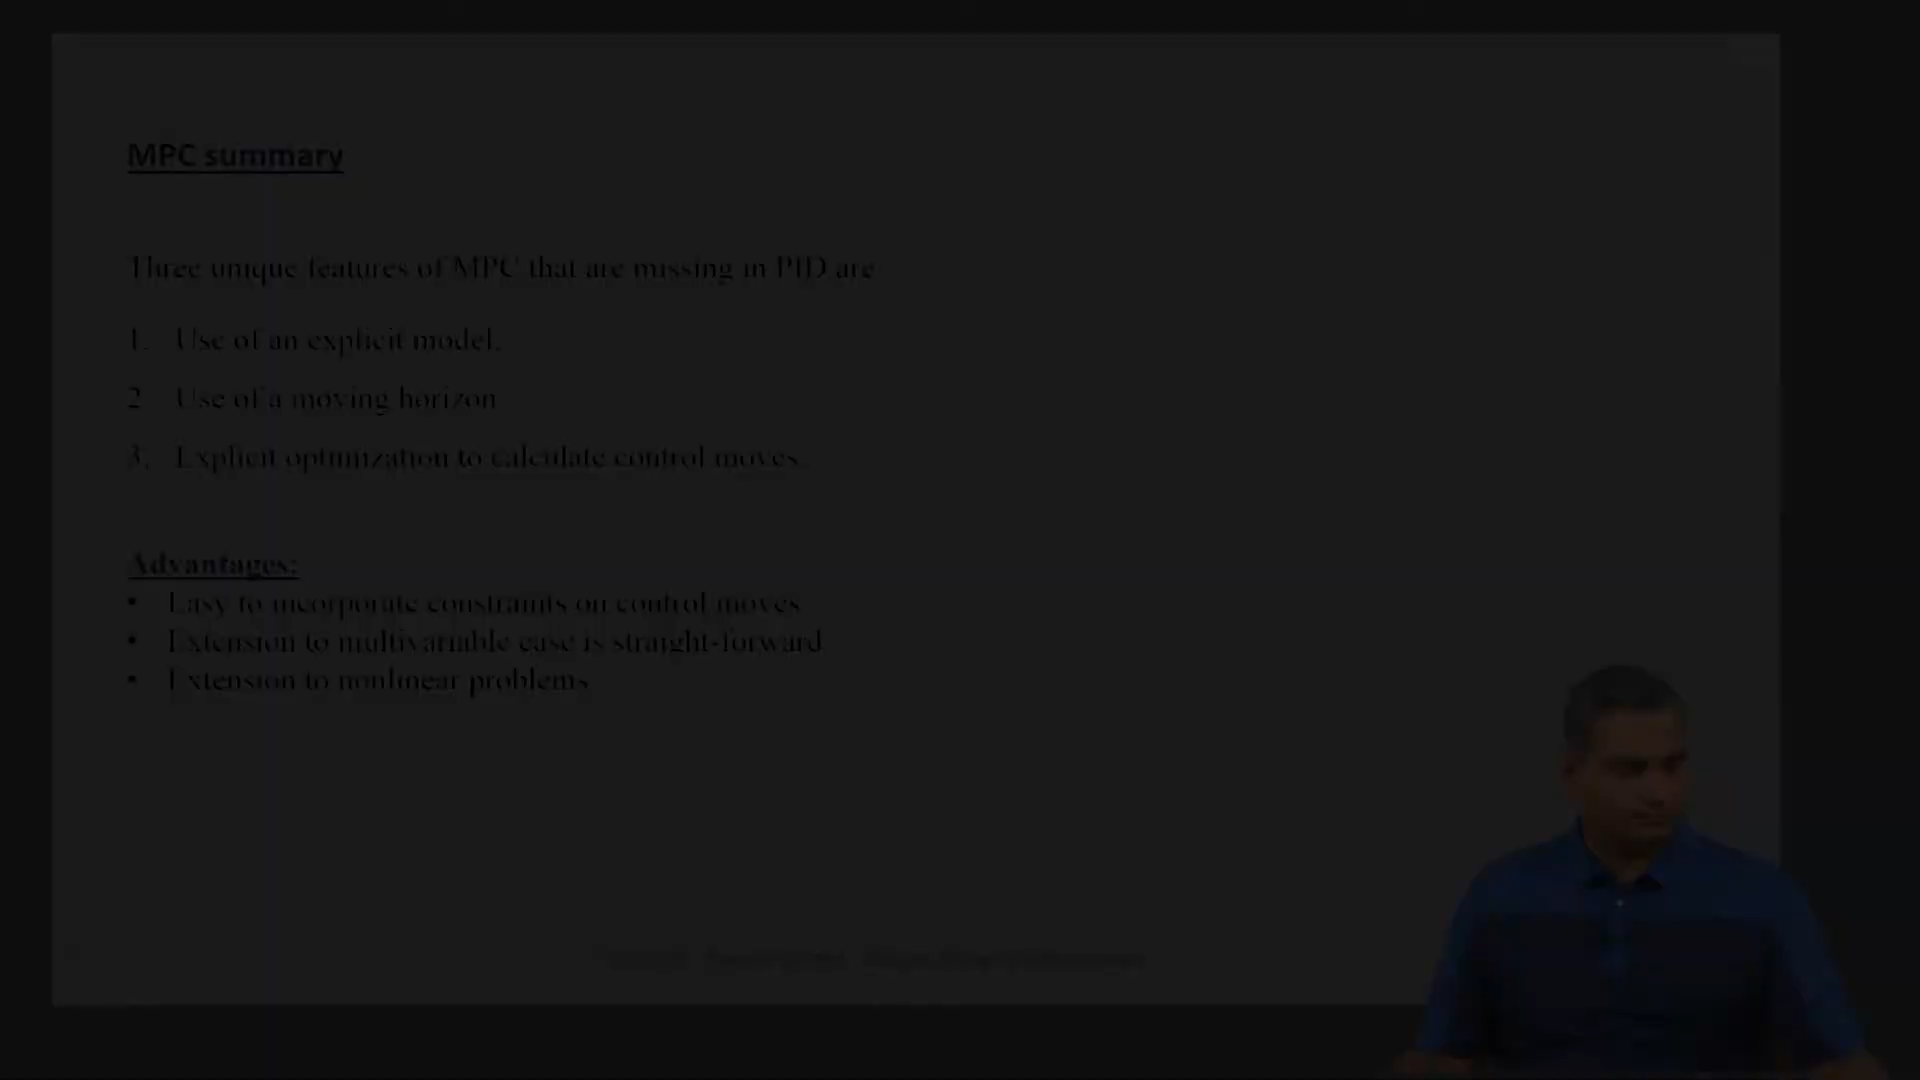 MPC summary
Three unique features of MPC that are missing in PID are
1. Use of an explicit model.
2. Use of a moving horizon
3. Explicit optimization to calculate control moves.
Advantages:
• Easy to incorporate constraints on control moves
• Extension to multivariable case is straight-forward
• Extension to nonlinear problems